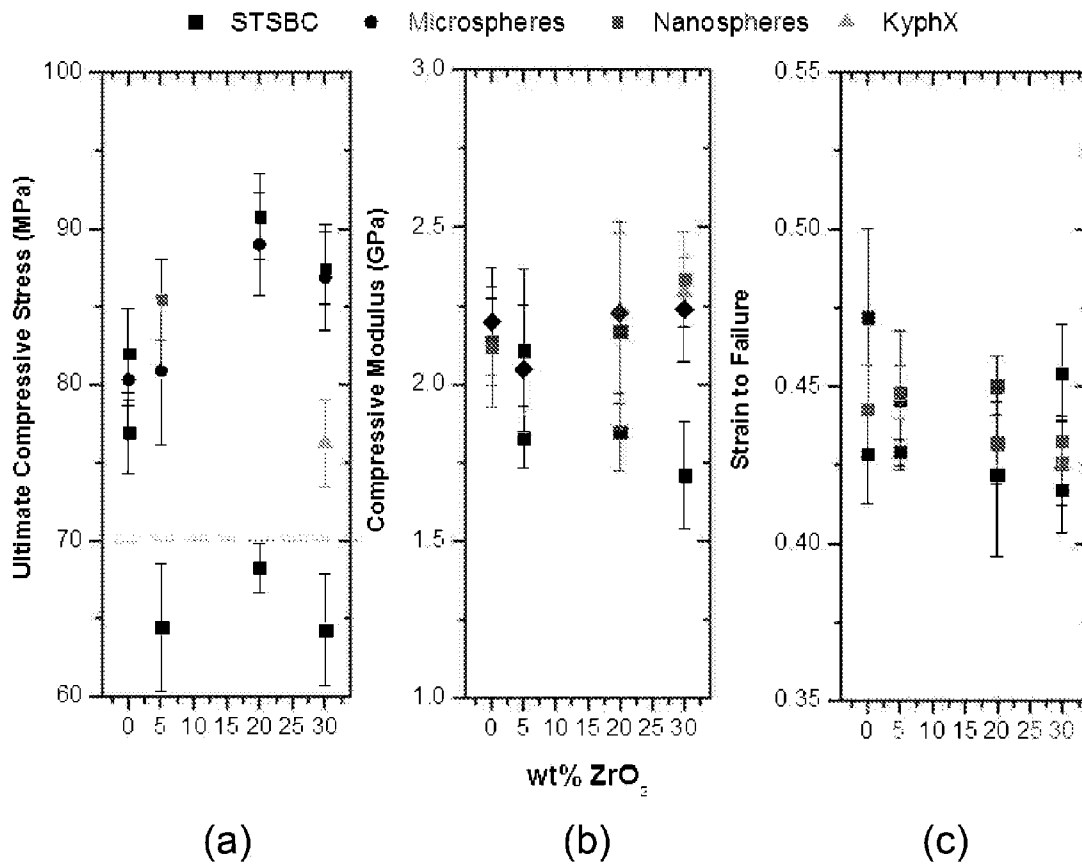 STSBC Microspheres Nanospheres KyphX
Ultimate Compressive Stress (MPa)
100
90
80
70
60
0 5 10 15 20 25 30
(a)
Compressive Modulus (GPa)
3.0
2.5
2.0
1.5
1.0
0 5 10 15 20 25 30
wt% ZrO₂
(b)
Strain to Failure
0.55
0.50
0.45
0.40
0.35
0 5 10 15 20 25 30
(c)